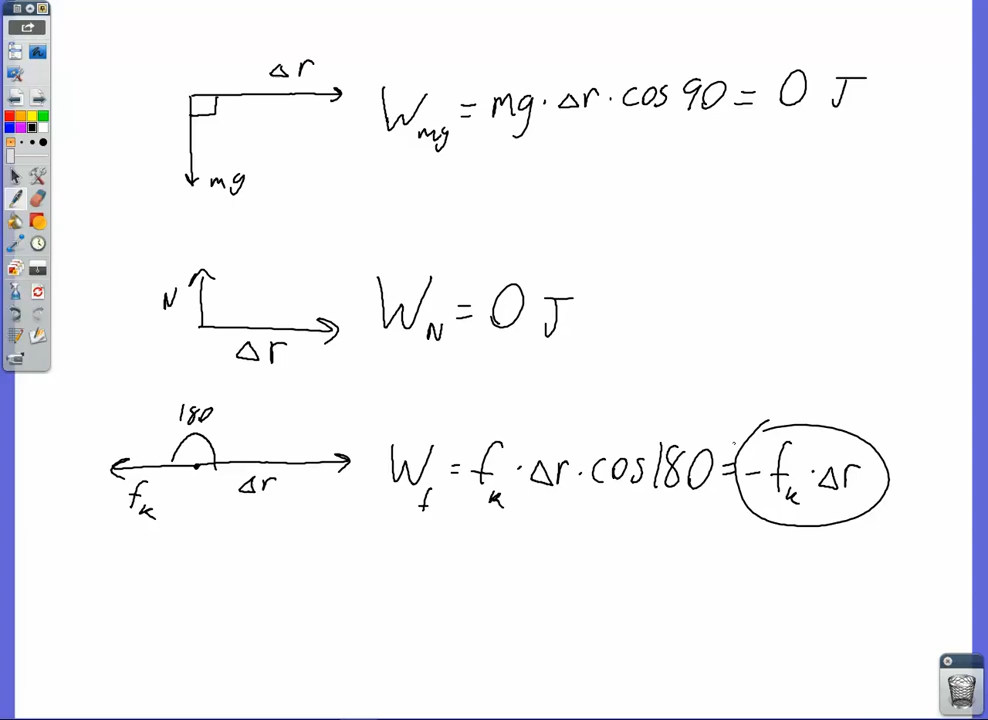 Δr
W_mg = mg · Δr · cos 90 = 0 J
mg
N
W_N = 0 J
Δr
180
W_f = f_k · Δr · cos 180 = -f_k · Δr
f_k
Δr